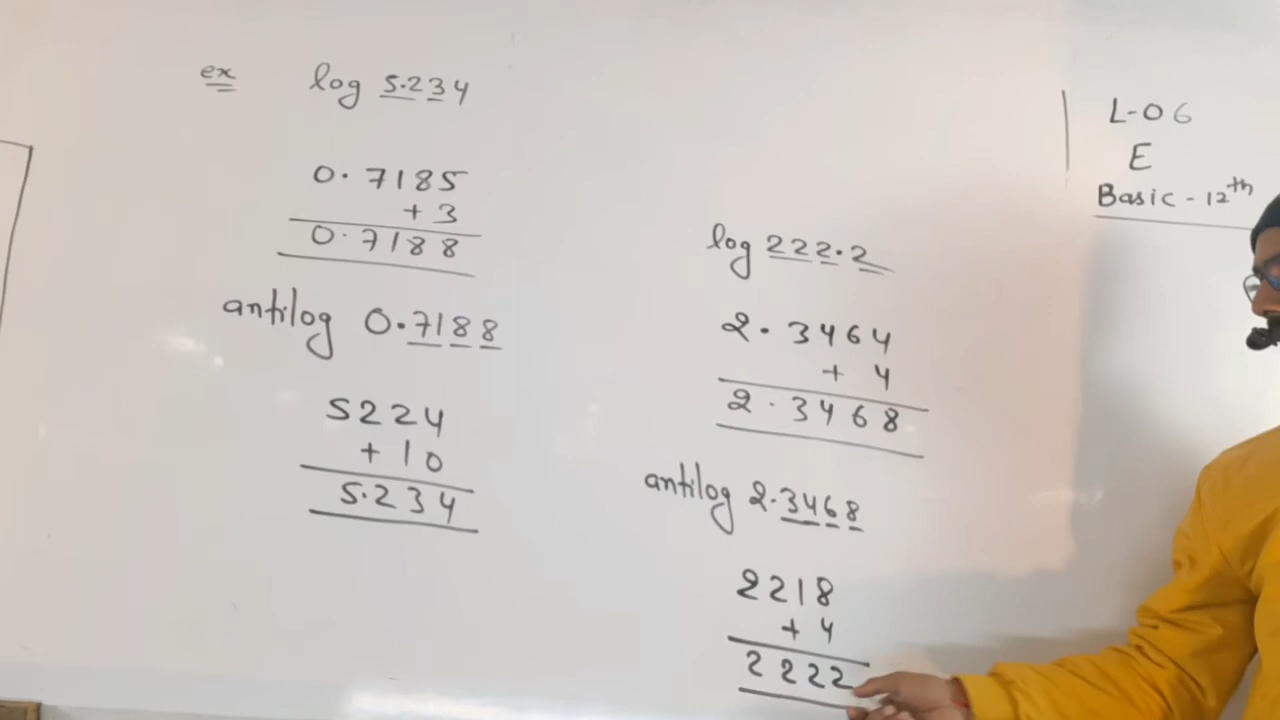 ex log 5.234
0.7185
+ 3
0.7188
antilog 0.7188
5224
+ 10
5.234
log 222.2
2.3464
+ 4
2.3468
antilog 2.3468
2218
+ 4
2222
L-06
E
Basic - 12th